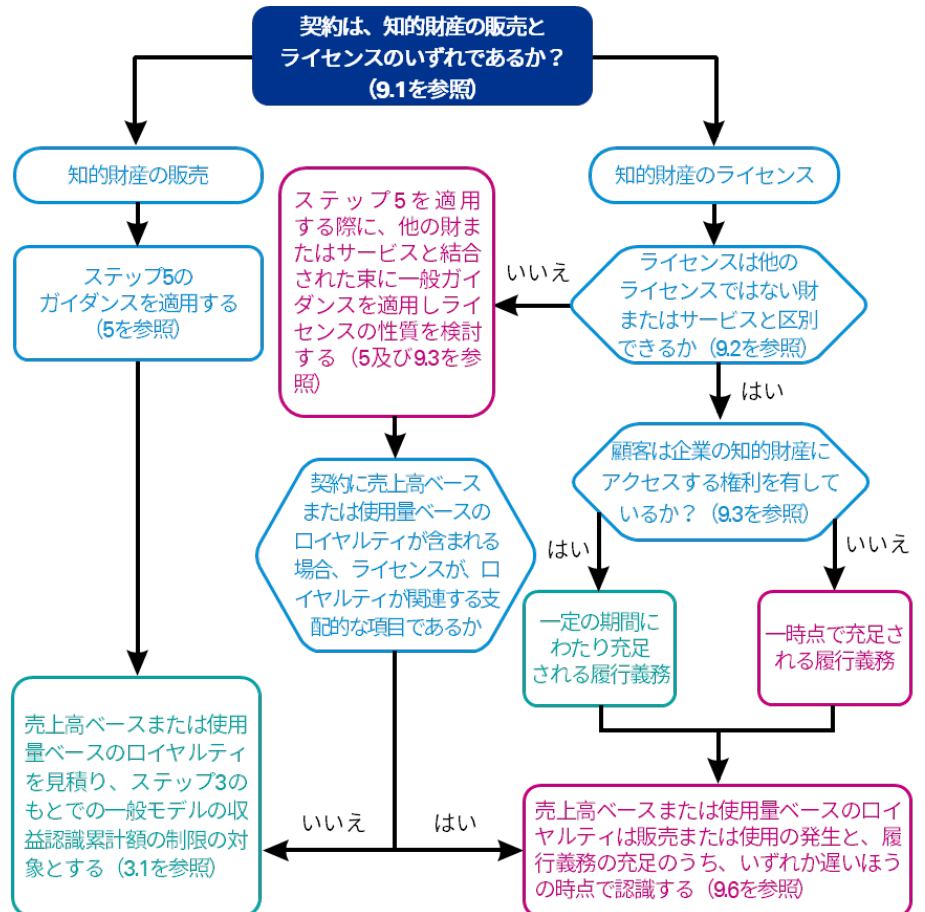 契約は、知的財産の販売と
ライセンスのいずれであるか？
（9.1を参照）
知的財産の販売
知的財産のライセンス
ステップ5の
ガイダンスを適用する
（5を参照）
ステップ5を適用
する際に、他の財ま
たはサービスと結合
された束に一般ガイ
ダンスを適用しライ
センスの性質を検討
する（5及び9.3を参
照）
いいえ
ライセンスは他の
ライセンスではない財
またはサービスと区別
できるか（9.2を参照）
はい
顧客は企業の知的財産に
アクセスする権利を有して
いるか？（9.3を参照）
契約に売上高ベース
または使用量ベースの
ロイヤルティが含まれる
場合、ライセンスが、ロ
イヤルティが関連する支
配的な項目であるか
はい
いいえ
一定の期間に
わたり充足
される履行義務
一時点で充足さ
れる履行義務
売上高ベースまたは使用
量ベースのロイヤルティ
を見積り、ステップ3の
もとでの一般モデルの収
益認識累計額の制限の対
象とする（3.1を参照）
いいえ
はい
売上高ベースまたは使用量ベースのロイ
ヤルティは販売または使用の発生と、履
行義務の充足のうち、いずれか遅いほう
の時点で認識する（9.6を参照）